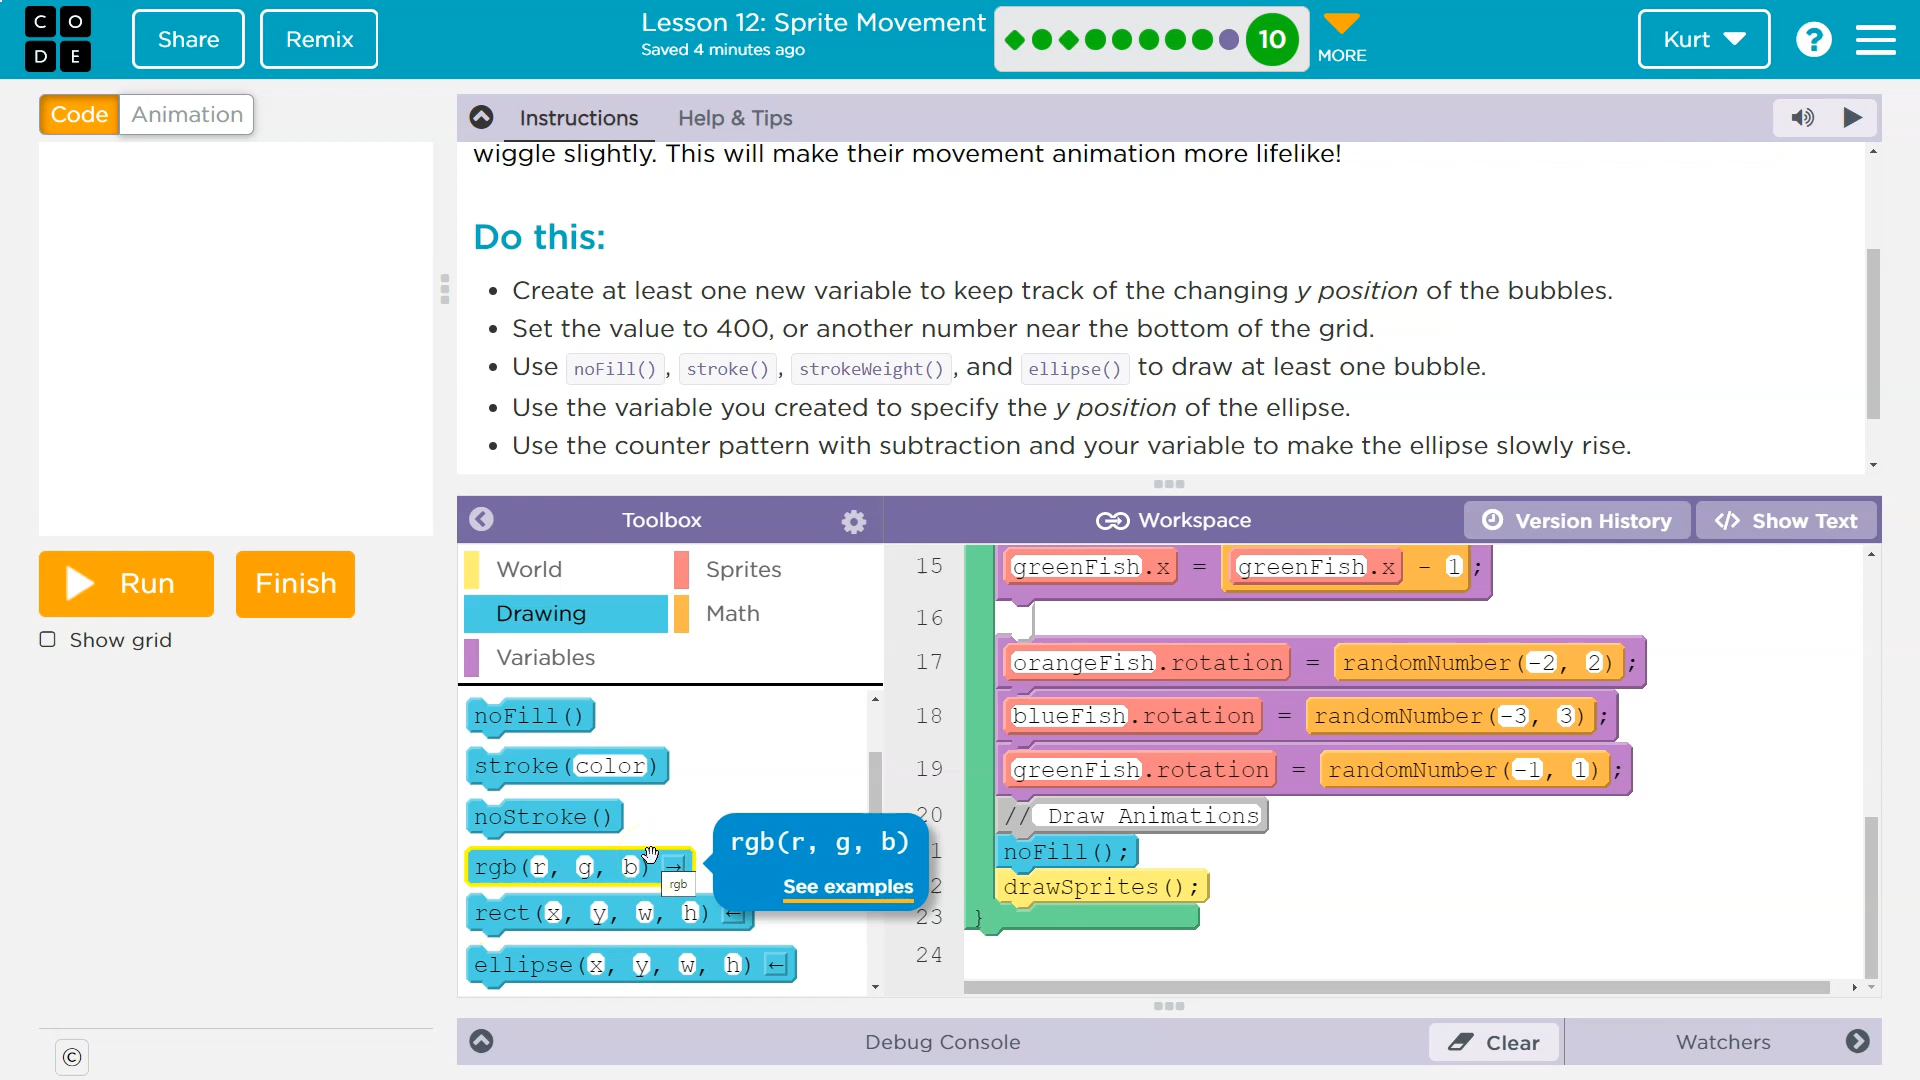 CODE
Share
Remix
Lesson 12: Sprite Movement
Saved 4 minutes ago
10
MORE
Kurt
?
Code
Animation
Instructions
Help & Tips
wiggle slightly. This will make their movement animation more lifelike!
Do this:
• Create at least one new variable to keep track of the changing y position of the bubbles.
• Set the value to 400, or another number near the bottom of the grid.
• Use noFill(), stroke(), strokeWeight(), and ellipse() to draw at least one bubble.
• Use the variable you created to specify the y position of the ellipse.
• Use the counter pattern with subtraction and your variable to make the ellipse slowly rise.
Run
Finish
Show grid
Toolbox
Workspace
Version History
</> Show Text
World
Sprites
Drawing
Math
Variables
noFill()
stroke(color)
noStroke()
rgb(r, g, b) →
rgb
rgb(r, g, b)
See examples
rect(x, y, w, h) ←
ellipse(x, y, w, h) ←
15 greenFish.x = greenFish.x - 1;
16
17 orangeFish.rotation = randomNumber(-2, 2);
18 blueFish.rotation = randomNumber(-3, 3);
19 greenFish.rotation = randomNumber(-1, 1);
20 // Draw Animations
1 noFill();
2 drawSprites();
23 }
24
Debug Console
Clear
Watchers
©